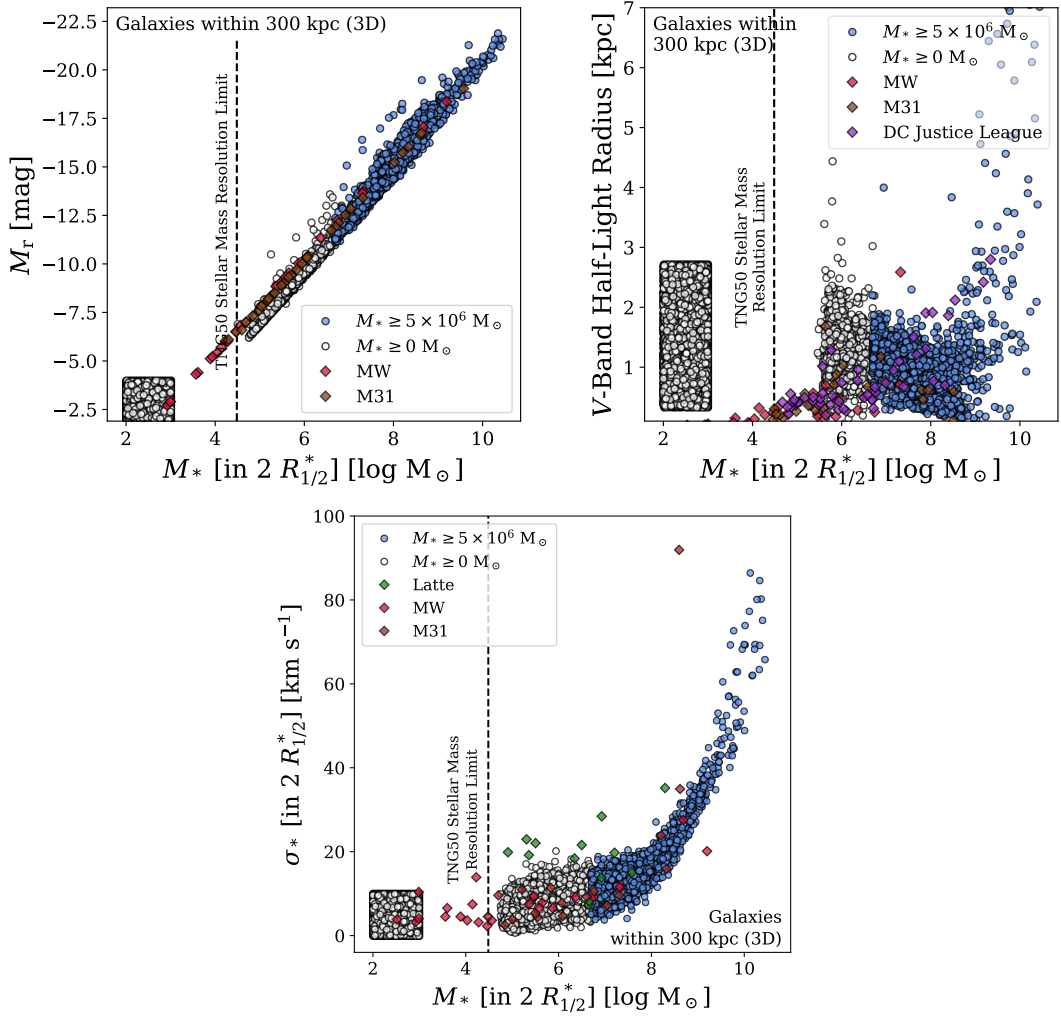 Galaxies within 300 kpc (3D)
−22.5
−20.0
−17.5
−15.0
−12.5
−10.0
−7.5
−5.0
−2.5
M_r [mag]
TNG50 Stellar Mass Resolution Limit
M_* ≥ 5 × 10^6 M_⊙
M_* ≥ 0 M_⊙
MW
M31
2
4
6
8
10
M_* [in 2 R^*_{1/2}] [log M_⊙]
Galaxies within
300 kpc (3D)
7
6
5
4
3
2
1
V-Band Half-Light Radius [kpc]
TNG50 Stellar Mass
Resolution Limit
M_* ≥ 5 × 10^6 M_⊙
M_* ≥ 0 M_⊙
MW
M31
DC Justice League
2
4
6
8
10
M_* [in 2 R^*_{1/2}] [log M_⊙]
100
80
60
40
20
0
σ_* [in 2 R^*_{1/2}] [km s^{−1}]
M_* ≥ 5 × 10^6 M_⊙
M_* ≥ 0 M_⊙
Latte
MW
M31
TNG50 Stellar Mass
Resolution Limit
Galaxies
within 300 kpc (3D)
2
4
6
8
10
M_* [in 2 R^*_{1/2}] [log M_⊙]